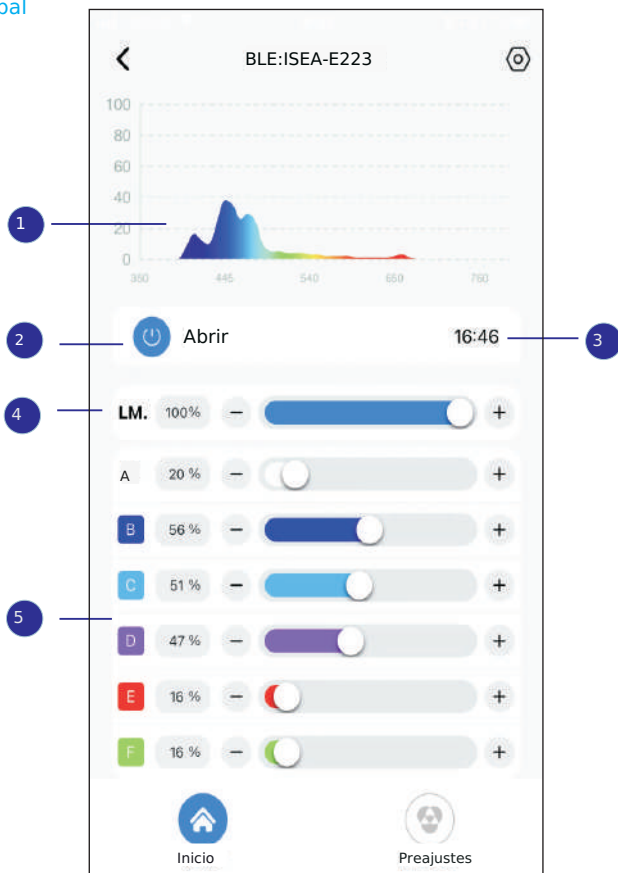 pal
BLE:ISEA-E223
100
80
60
40
20
0
380 445 540 650 760
1
2 Abrir 16:46 3
4 LM. 100% − +
A 20 % − +
B 56 % − +
C 51 % − +
5
D 47 % − +
E 16 % − +
F 16 % − +
Inicio Preajustes